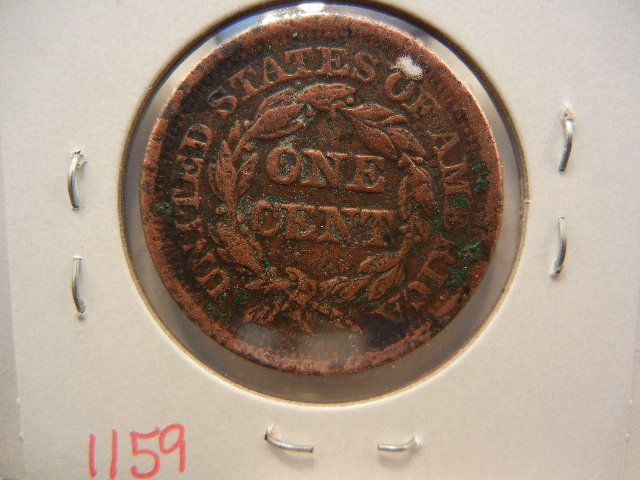 UNITED STATES OF AMERICA
ONE
CENT
1159